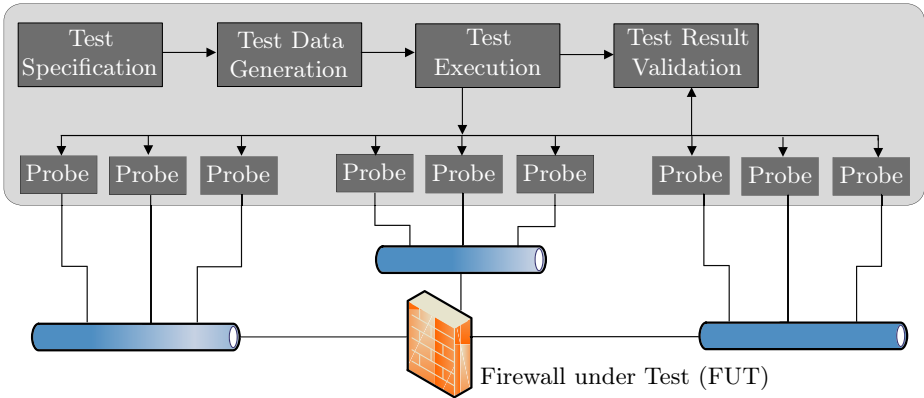 Test Specification
Test Data Generation
Test Execution
Test Result Validation
Probe
Probe
Probe
Probe
Probe
Probe
Probe
Probe
Probe
Firewall under Test (FUT)